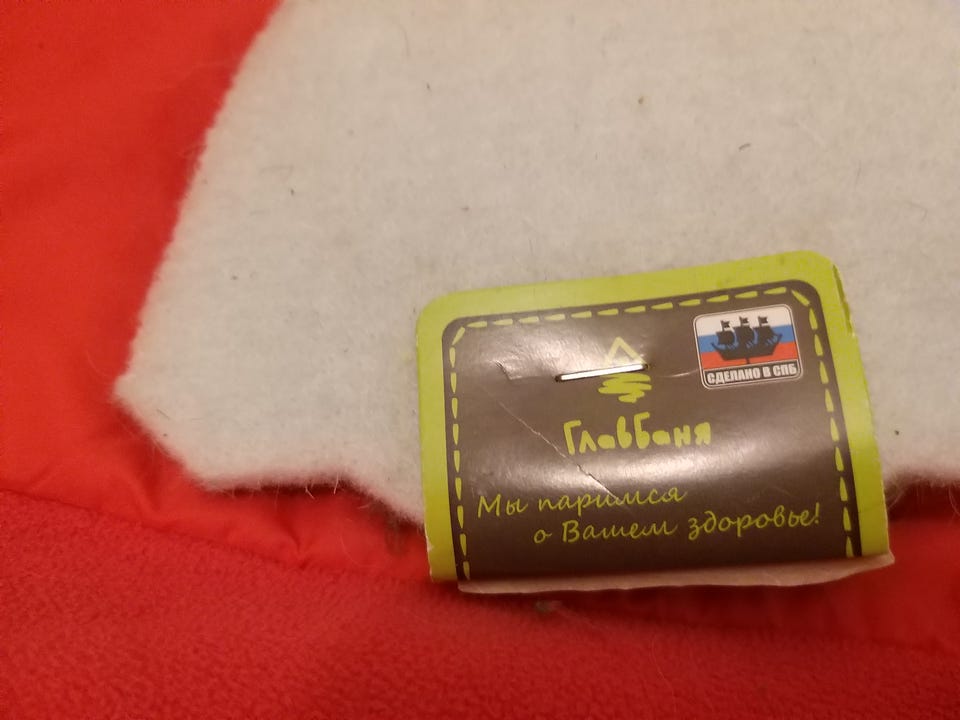 СДЕЛАНО В СПБ
ГлавБаня
Мы паримся
о Вашем здоровье!